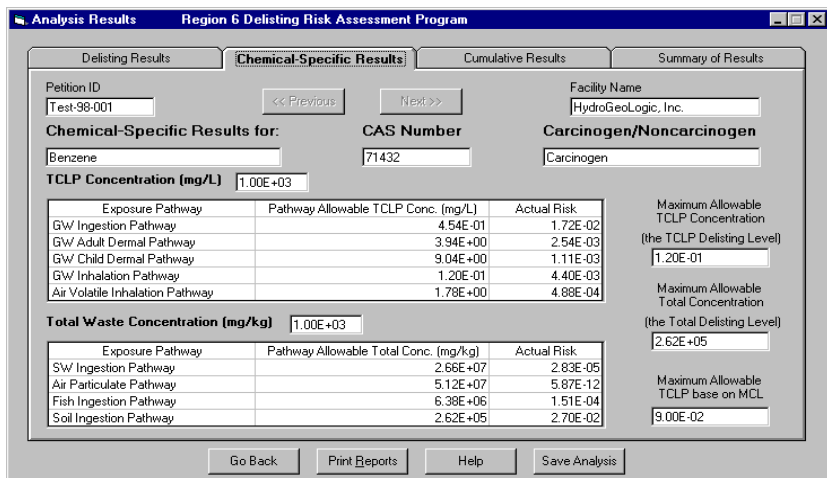 Analysis Results Region 6 Delisting Risk Assessment Program
Delisting Results Chemical-Specific Results Cumulative Results Summary of Results
Petition ID Facility Name
Test-98-001 << Previous Next >> HydroGeoLogic, Inc.
Chemical-Specific Results for: CAS Number Carcinogen/Noncarcinogen
Benzene 71432 Carcinogen
TCLP Concentration (mg/L) 1.00E+03
Exposure Pathway Pathway Allowable TCLP Conc. (mg/L) Actual Risk
GW Ingestion Pathway 4.54E-01 1.72E-02
GW Adult Dermal Pathway 3.94E+00 2.54E-03
GW Child Dermal Pathway 9.04E+00 1.11E-03
GW Inhalation Pathway 1.20E-01 4.40E-03
Air Volatile Inhalation Pathway 1.78E+00 4.88E-04
Maximum Allowable
TCLP Concentration
(the TCLP Delisting Level)
1.20E-01
Maximum Allowable
Total Concentration
(the Total Delisting Level)
2.62E+05
Total Waste Concentration (mg/kg) 1.00E+03
Exposure Pathway Pathway Allowable Total Conc. (mg/kg) Actual Risk
SW Ingestion Pathway 2.66E+07 2.83E-05
Air Particulate Pathway 5.12E+07 5.87E-12
Fish Ingestion Pathway 6.38E+06 1.51E-04
Soil Ingestion Pathway 2.62E+05 2.70E-02
Maximum Allowable
TCLP base on MCL
9.00E-02
Go Back Print Reports Help Save Analysis